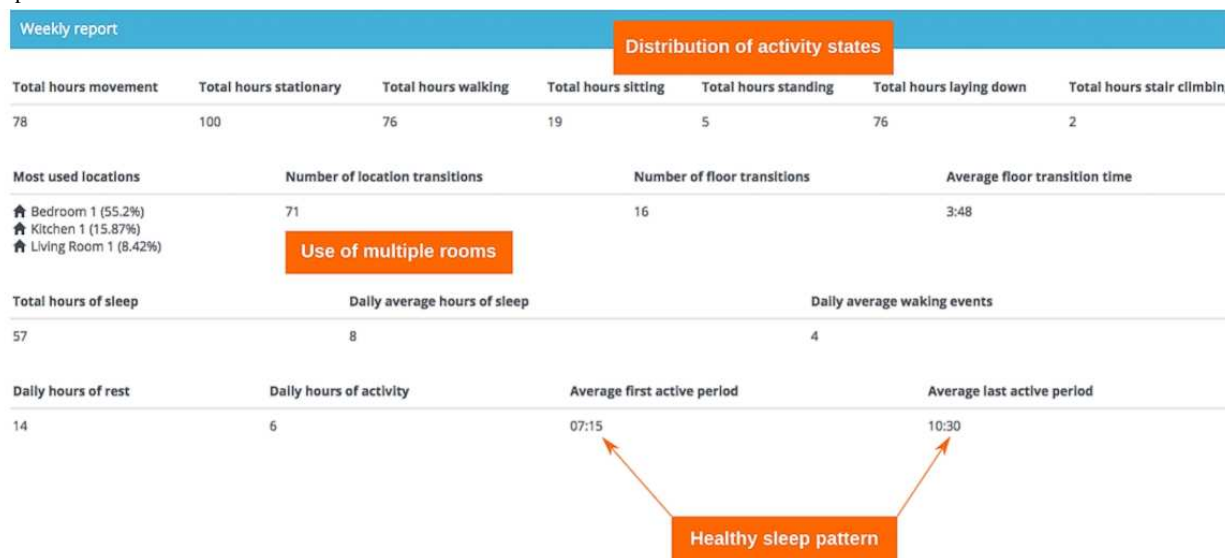 Weekly report
Distribution of activity states
Total hours movement Total hours stationary Total hours walking Total hours sitting Total hours standing Total hours laying down Total hours stair climbing
78 100 76 19 5 76 2
Most used locations Number of location transitions Number of floor transitions Average floor transition time
Bedroom 1 (55.2%) 71 16 3:48
Kitchen 1 (15.87%)
Living Room 1 (8.42%)
Use of multiple rooms
Total hours of sleep Daily average hours of sleep Daily average waking events
57 8 4
Daily hours of rest Daily hours of activity Average first active period Average last active period
14 6 07:15 10:30
Healthy sleep pattern